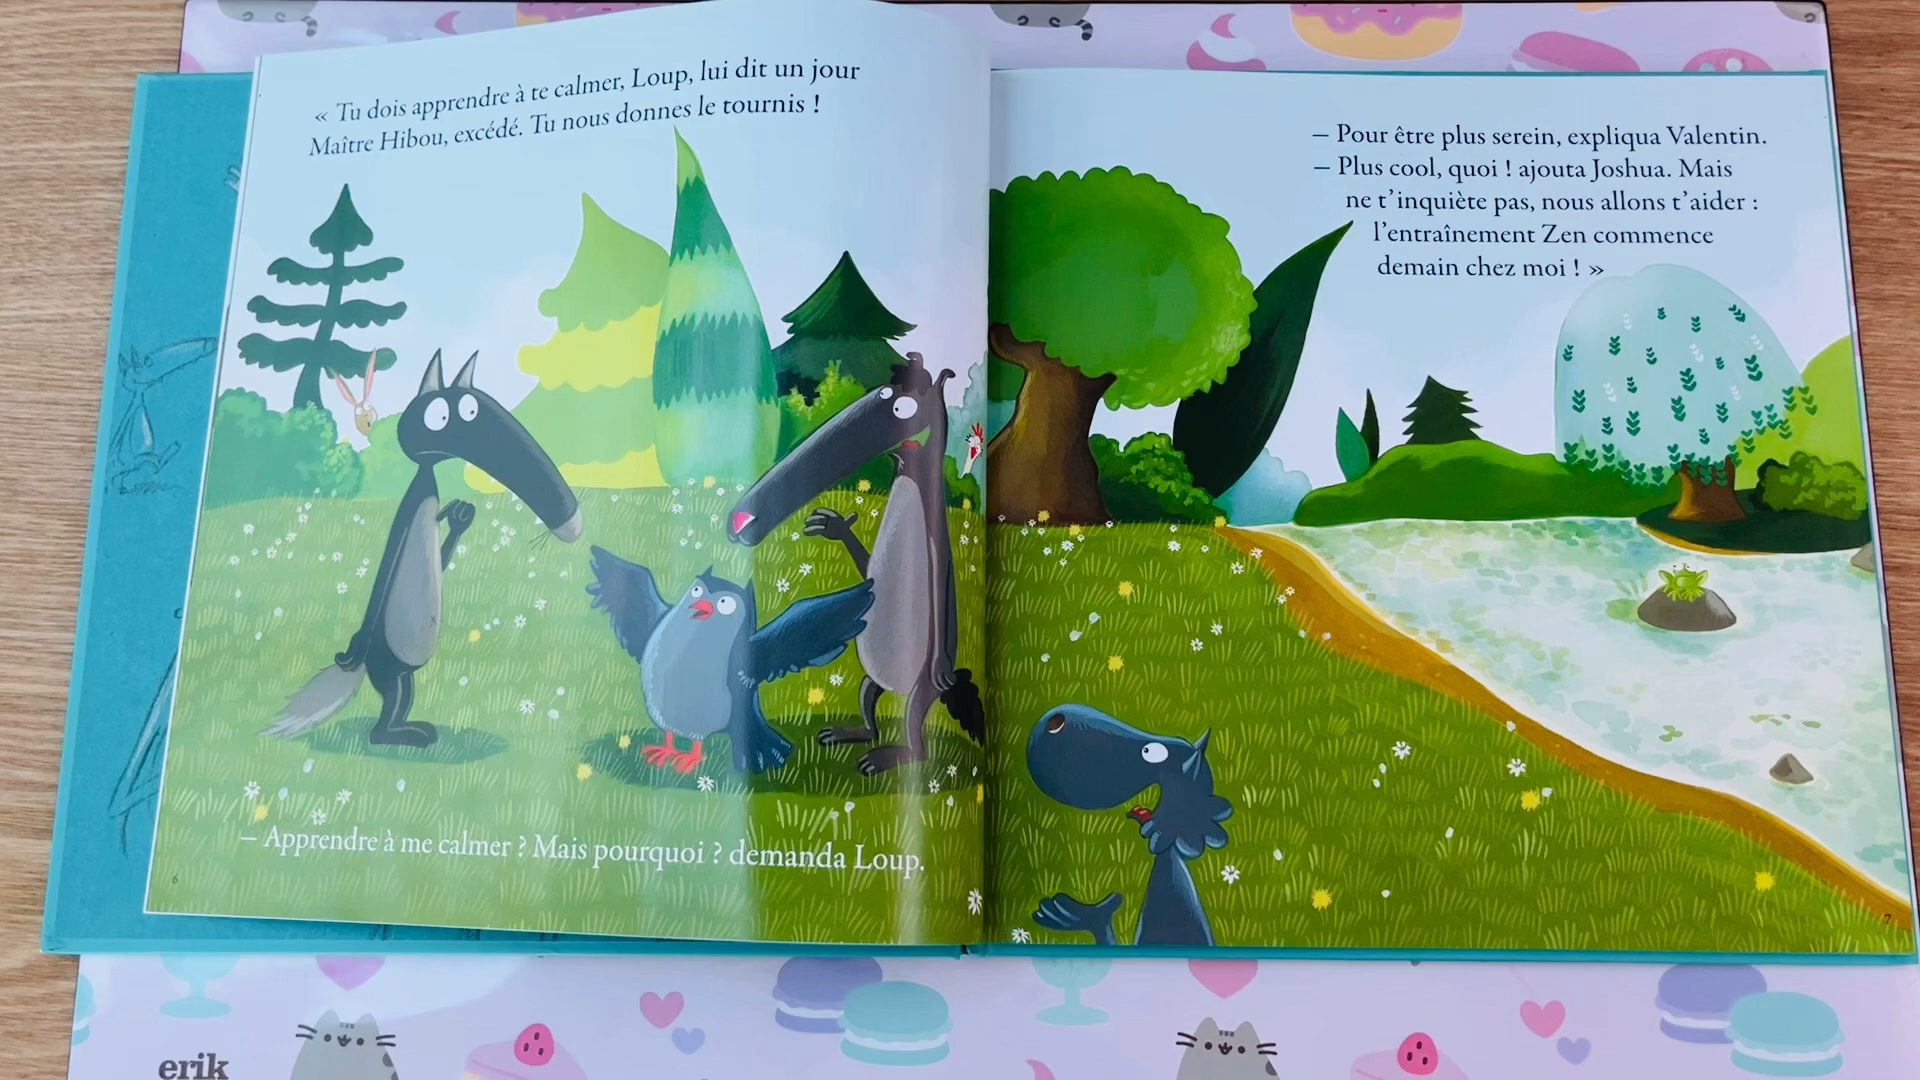 « Tu dois apprendre à te calmer, Loup, lui dit un jour
Maître Hibou, excédé. Tu nous donnes le tournis !
– Apprendre à me calmer ? Mais pourquoi ? demanda Loup.
6
– Pour être plus serein, expliqua Valentin.
– Plus cool, quoi ! ajouta Joshua. Mais
ne t’inquiète pas, nous allons t’aider :
l’entraînement Zen commence
demain chez moi ! »
7
erik